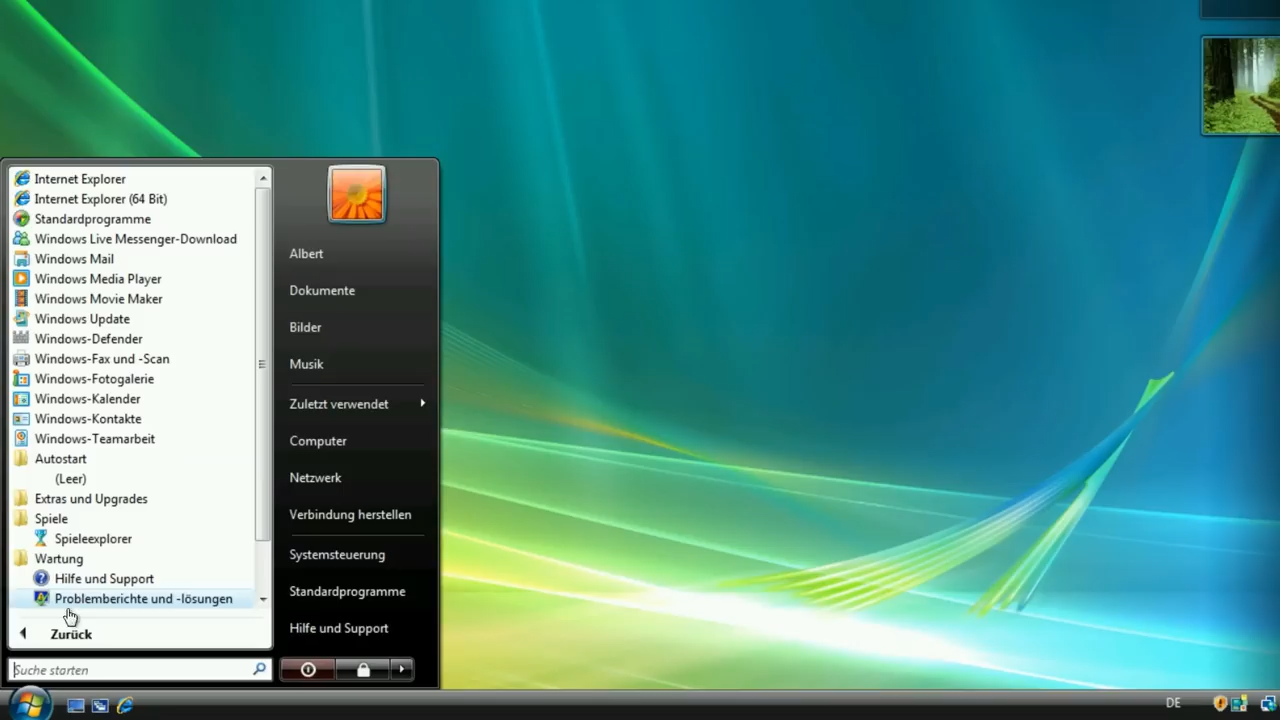 Internet Explorer
Internet Explorer (64 Bit)
Standardprogramme
Windows Live Messenger-Download
Windows Mail
Windows Media Player
Windows Movie Maker
Windows Update
Windows-Defender
Windows-Fax und -Scan
Windows-Fotogalerie
Windows-Kalender
Windows-Kontakte
Windows-Teamarbeit
Autostart
(Leer)
Extras und Upgrades
Spiele
Spieleexplorer
Wartung
Hilfe und Support
Problemberichte und -lösungen
Zurück
Suche starten
Albert
Dokumente
Bilder
Musik
Zuletzt verwendet
Computer
Netzwerk
Verbindung herstellen
Systemsteuerung
Standardprogramme
Hilfe und Support
DE